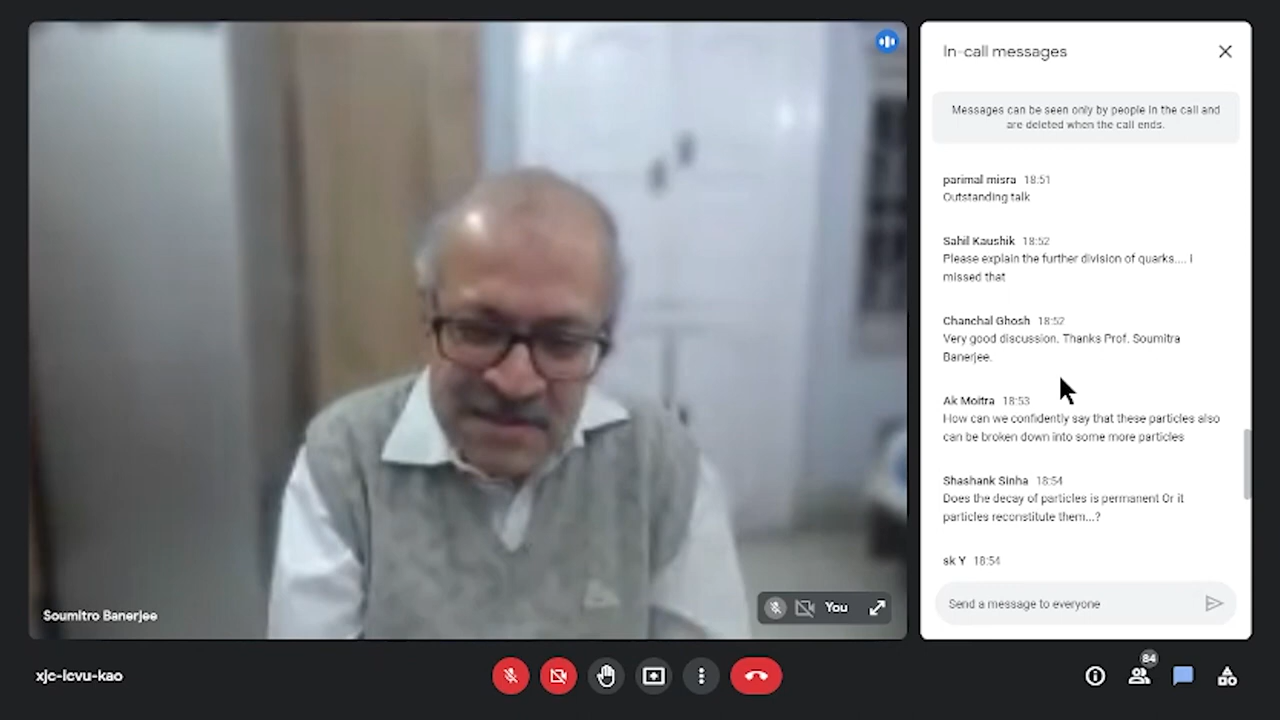 In-call messages
Messages can be seen only by people in the call and
are deleted when the call ends.
parimal misra 18:51
Outstanding talk
Sahil Kaushik 18:52
Please explain the further division of quarks.... I
missed that
Chanchal Ghosh 18:52
Very good discussion. Thanks Prof. Soumitra
Banerjee.
Ak Moitra 18:53
How can we confidently say that these particles also
can be broken down into some more particles
Shashank Sinha 18:54
Does the decay of particles is permanent Or it
particles reconstitute them...?
sk Y 18:54
Send a message to everyone
Soumitro Banerjee
You
xjc-lcvu-kao
84